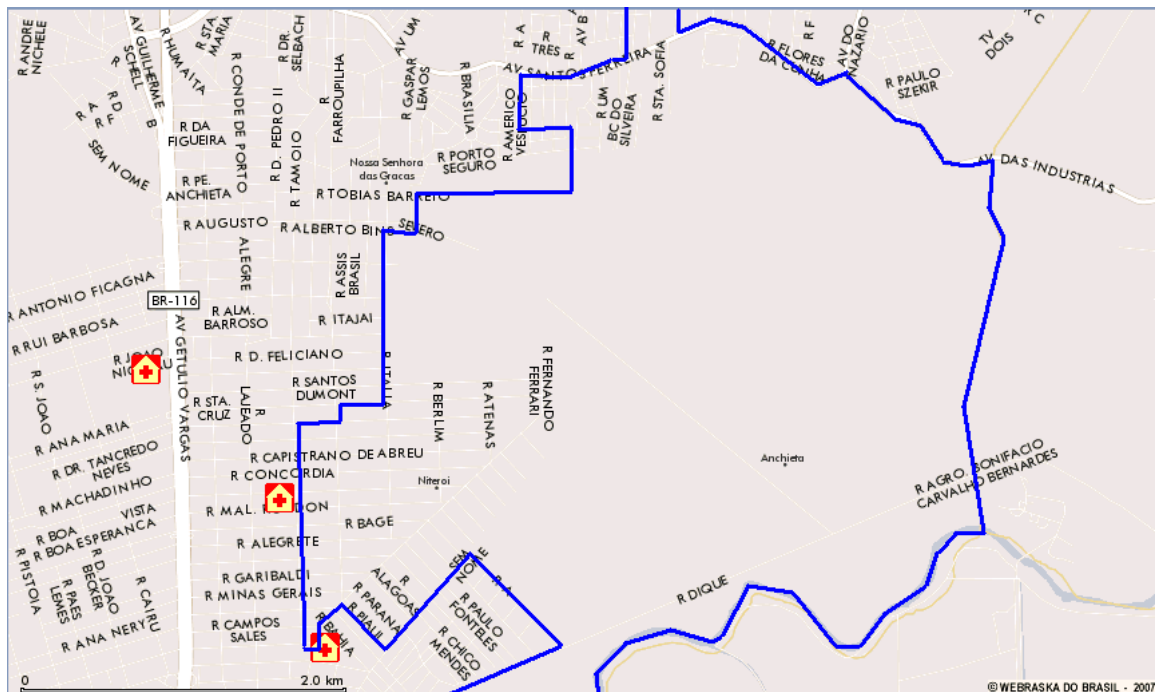 R ANDRE
NICHELE
AV GUILHERME
SCHELL
R HUMAITA
R STA.
MARIA
R DR.
SELBACH
AV UM
R A
R
TRES
R
AV B
R F
AV DO
NAZARIO
TV
DOIS
R C
R FLORES
DA CUNHA
R PAULO
SZEKIR
AV SANTOS FERREIRA
R STA. SOFIA
R UM
BC DO
SILVEIRA
R CONDE DE PORTO
ALEGRE
R D. PEDRO II
R
FARROUPILHA
R GASPAR
LEMOS
R BRASILIA
R AMERICO
VESPUCIO
R A.
R F
R D
R
B
SEM NOME
R DA
FIGUEIRA
R TAMOIO
Nossa Senhora
das Gracas
R PORTO
SEGURO
AV. DAS INDUSTRIAS
R PE.
ANCHIETA
R TOBIAS BARRETO
R AUGUSTO
SEVERO
R ALBERTO BINS
R ASSIS
BRASIL
R ANTONIO FICAGNA
BR-116
R ALM.
BARROSO
R ITAJAI
R RUI BARBOSA
AV GETULIO VARGAS
R JOAO
R D. FELICIANO
R ITALIA
R FERNANDO
FERRARI
R S. JOAO
R STA.
CRUZ
R
LAJEADO
R SANTOS
DUMONT
R BERLIM
R ATENAS
R ANA MARIA
R CAPISTRANO DE ABREU
R DR. TANCREDO
NEVES
R CONCORDIA
Niteroi
Anchieta
R AGRO. BONIFACIO
CARVALHO BERNARDES
R MACHADINHO
R BOA VISTA
R MAL. RONDON
R BAGE
R BOA ESPERANCA
R ALEGRETE
R PISTOIA
R PAES
LEMES
R D JOAO
BECKER
R CAIRU
R GARIBALDI
R MINAS GERAIS
R
ALAGOAS
SEM
NOME
R A
R DIQUE
R PARANA
R PIAUI
R BAHIA
R PAULO
FONTELES
R CHICO
MENDES
R ANA NERY
R CAMPOS
SALES
0
2.0 km
© WEBRASKA DO BRASIL - 2007